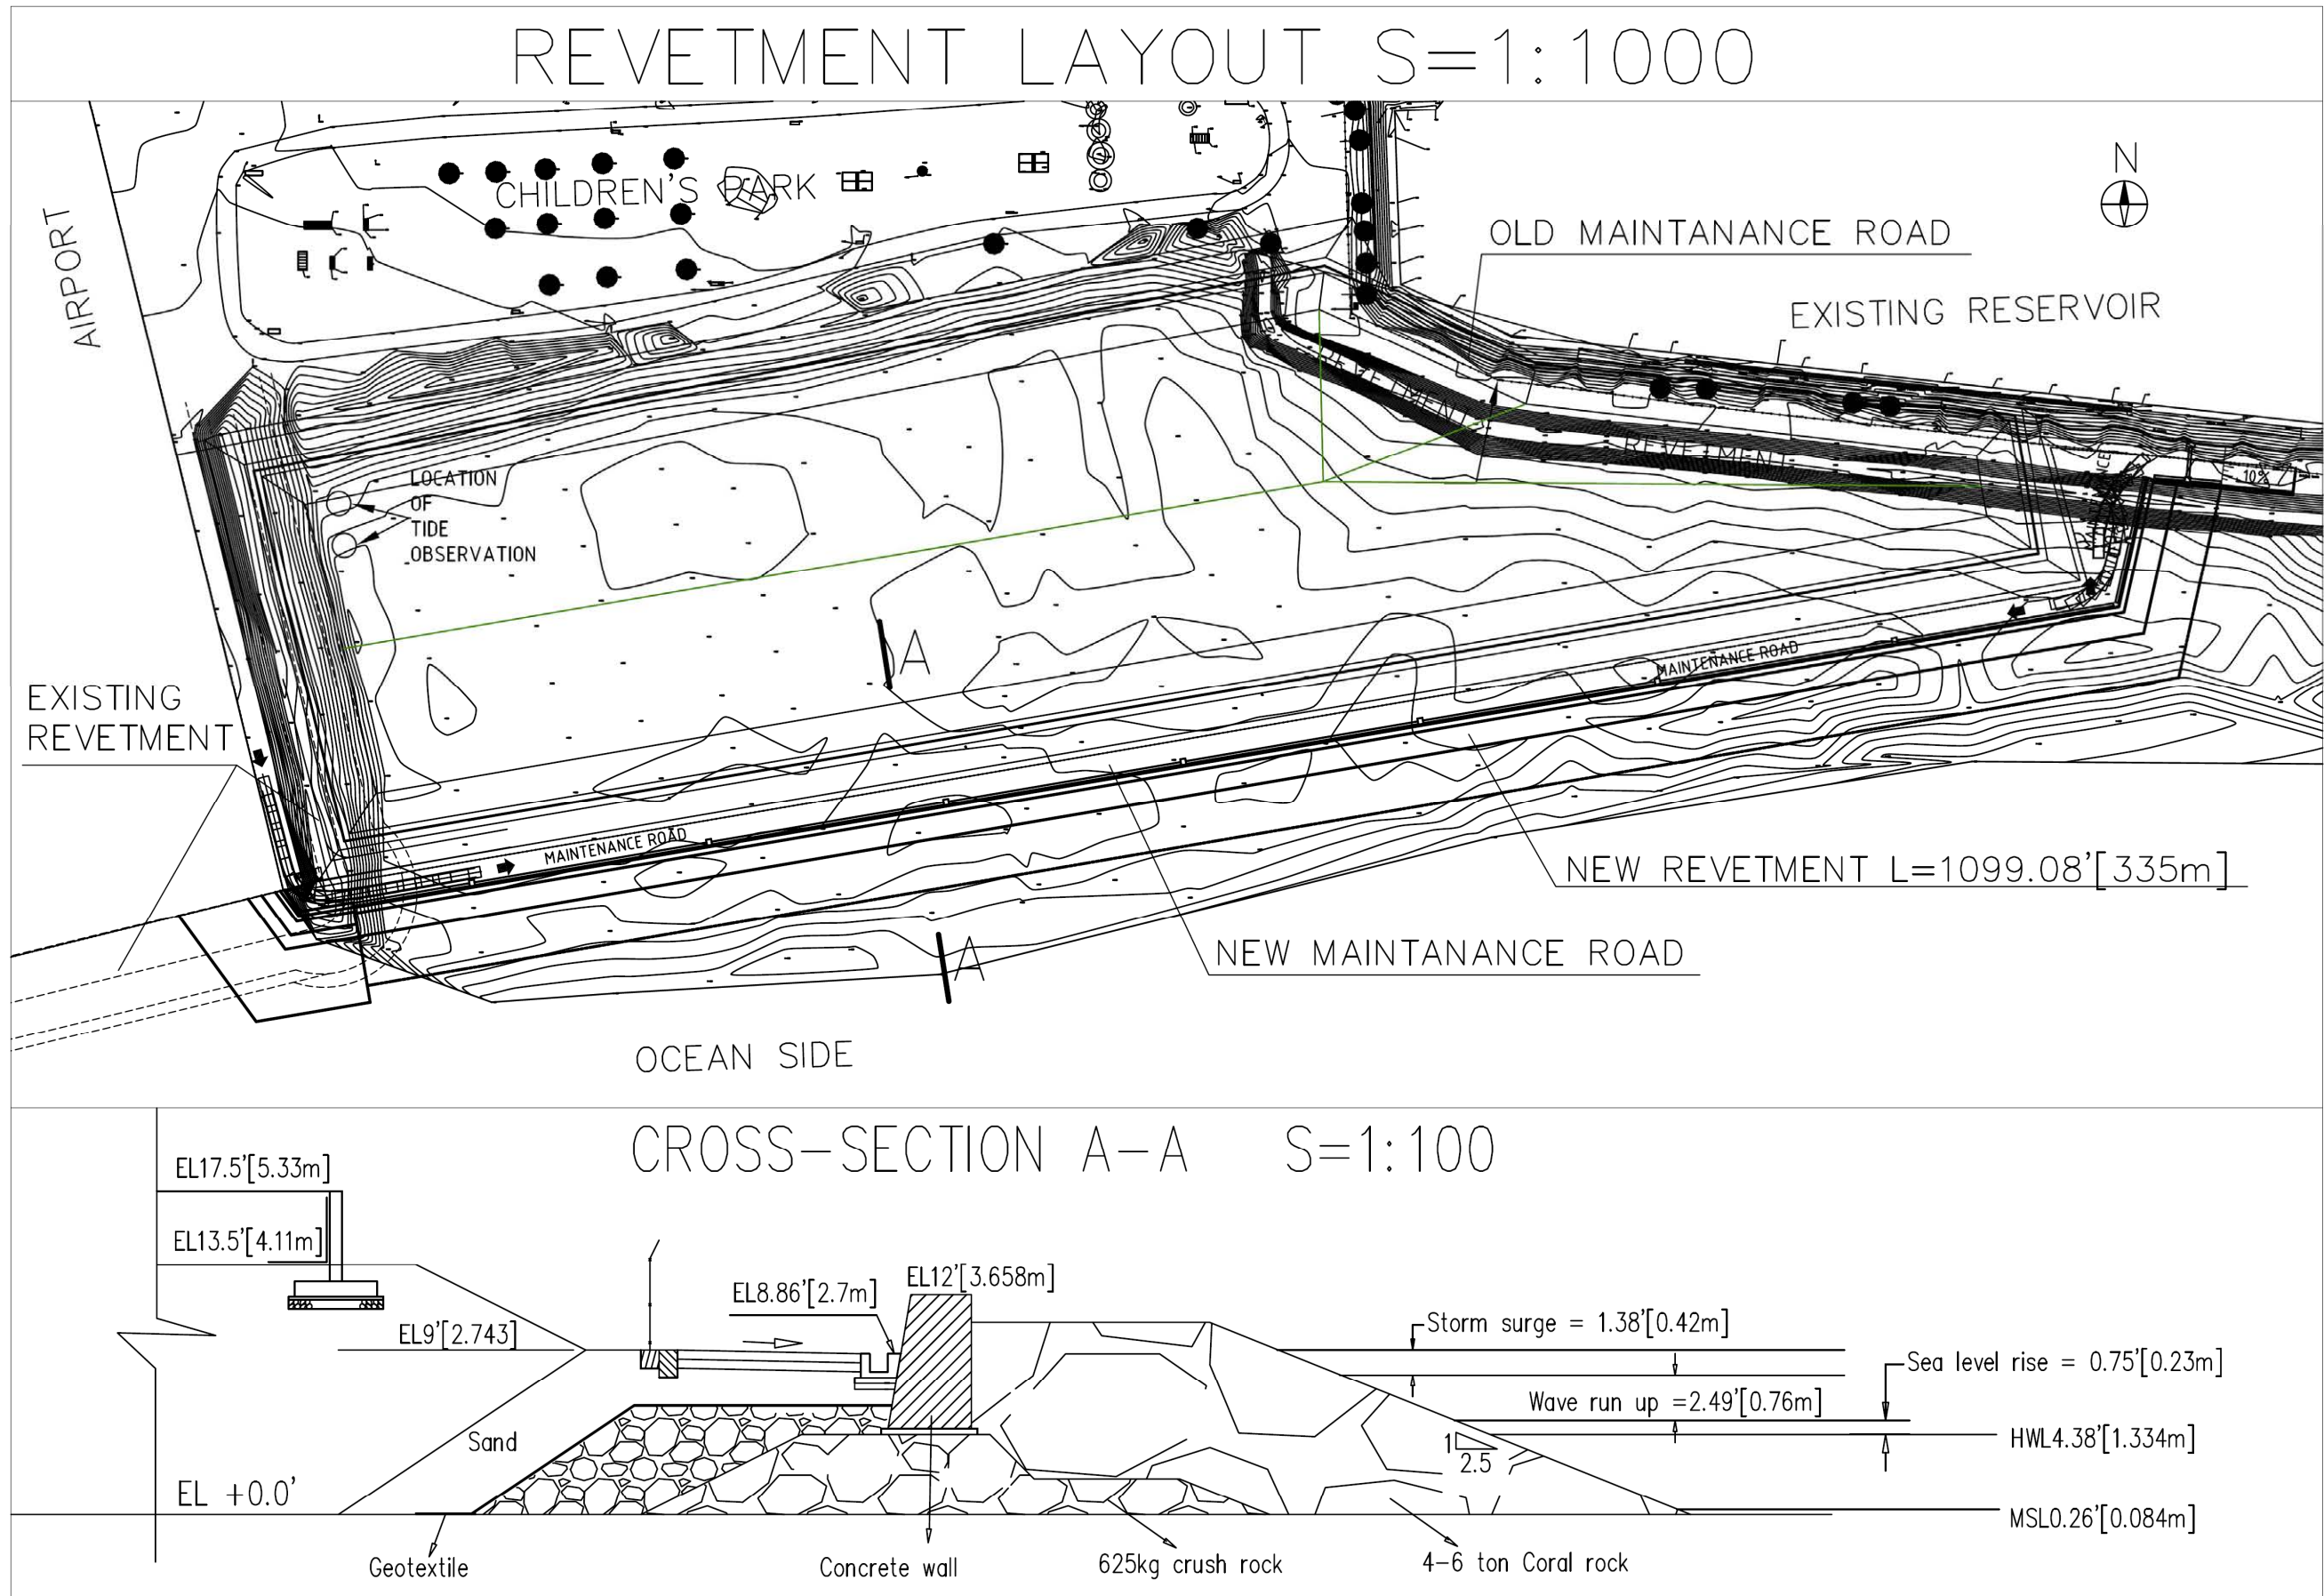 REVETMENT LAYOUT S=1:1000
N
CHILDREN'S PARK
AIRPORT
OLD MAINTANANCE ROAD
EXISTING RESERVOIR
REVETMENT
REVETMENT
10%
LOCATION
OF
TIDE
OBSERVATION
A
MAINTENANCE ROAD
EXISTING
REVETMENT
MAINTENANCE ROAD
NEW REVETMENT L=1099.08'[335m]
NEW MAINTANANCE ROAD
A
OCEAN SIDE
CROSS-SECTION A-A S=1:100
EL17.5'[5.33m]
EL13.5'[4.11m]
EL8.86'[2.7m]
EL12'[3.658m]
EL9'[2.743]
Storm surge = 1.38'[0.42m]
Sea level rise = 0.75'[0.23m]
Wave run up =2.49'[0.76m]
HWL4.38'[1.334m]
1
2.5
Sand
EL +0.0'
MSL0.26'[0.084m]
Geotextile
Concrete wall
625kg crush rock
4-6 ton Coral rock